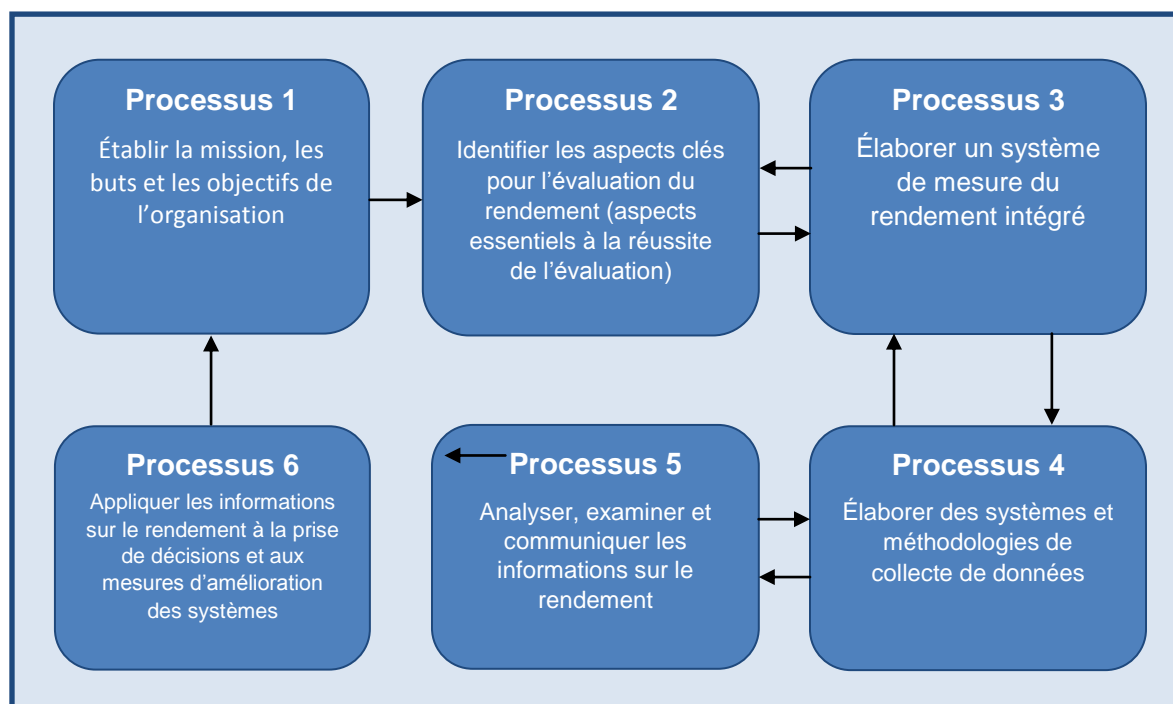 Processus 1
Établir la mission, les
buts et les objectifs de
l’organisation
Processus 2
Identifier les aspects clés
pour l’évaluation du
rendement (aspects
essentiels à la réussite
de l’évaluation)
Processus 3
Élaborer un système
de mesure du
rendement intégré
Processus 6
Appliquer les informations
sur le rendement à la prise
de décisions et aux
mesures d’amélioration
des systèmes
Processus 5
Analyser, examiner et
communiquer les
informations sur le
rendement
Processus 4
Élaborer des systèmes et
méthodologies de
collecte de données